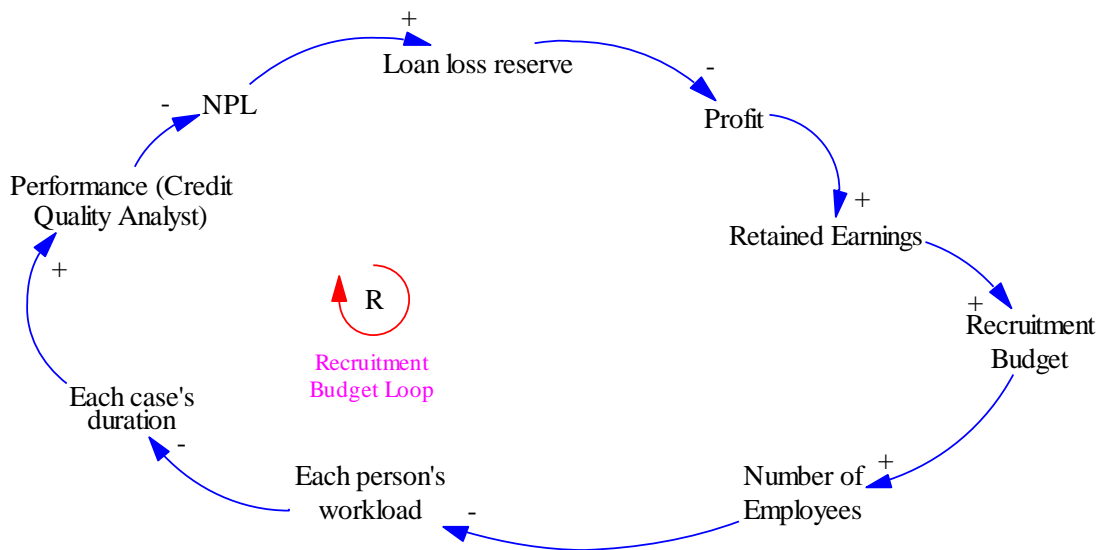 +
Loan loss reserve
-
NPL
-
Profit
Performance (Credit
Quality Analyst)
+
Retained Earnings
+
R
+
Recruitment
Budget
Recruitment
Budget Loop
Each case's
duration
-
Each person's
workload
-
Number of
Employees
+